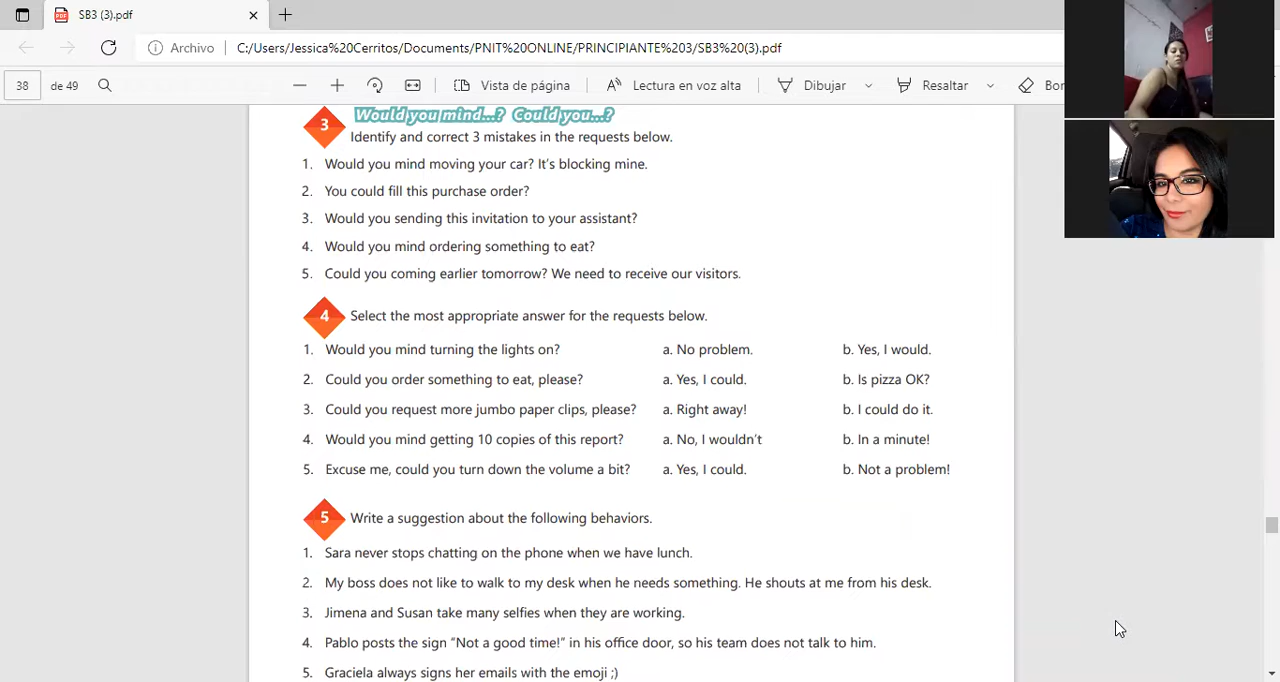 SB3 (3).pdf
Archivo C:/Users/Jessica%20Cerritos/Documents/PNIT%20ONLINE/PRINCIPIANTE%203/SB3%20(3).pdf
38 de 49 Vista de página Lectura en voz alta Dibujar Resaltar
Would you mind...? Could you...?
3 Identify and correct 3 mistakes in the requests below.
1. Would you mind moving your car? It's blocking mine.
2. You could fill this purchase order?
3. Would you sending this invitation to your assistant?
4. Would you mind ordering something to eat?
5. Could you coming earlier tomorrow? We need to receive our visitors.
4 Select the most appropriate answer for the requests below.
1. Would you mind turning the lights on? a. No problem. b. Yes, I would.
2. Could you order something to eat, please? a. Yes, I could. b. Is pizza OK?
3. Could you request more jumbo paper clips, please? a. Right away! b. I could do it.
4. Would you mind getting 10 copies of this report? a. No, I wouldn't b. In a minute!
5. Excuse me, could you turn down the volume a bit? a. Yes, I could. b. Not a problem!
5 Write a suggestion about the following behaviors.
1. Sara never stops chatting on the phone when we have lunch.
2. My boss does not like to walk to my desk when he needs something. He shouts at me from his desk.
3. Jimena and Susan take many selfies when they are working.
4. Pablo posts the sign "Not a good time!" in his office door, so his team does not talk to him.
5. Graciela always signs her emails with the emoji ;)